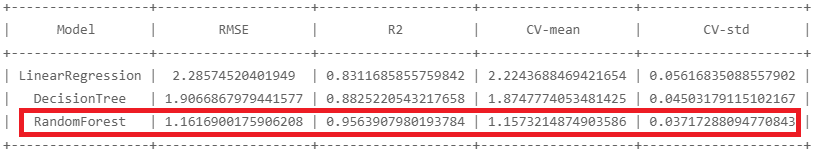 +------------------+--------------------+--------------------+--------------------+---------------------+
| Model | RMSE | R2 | CV-mean | CV-std |
+------------------+--------------------+--------------------+--------------------+---------------------+
| LinearRegression | 2.28574520401949 | 0.8311685855759842 | 2.2243688469421654 | 0.05616835088557902 |
| DecisionTree | 1.9066867979441577 | 0.8825220543217658 | 1.8747774053481425 | 0.04503179115102167 |
| RandomForest | 1.1616900175906208 | 0.9563907980193784 | 1.1573214874903586 | 0.03717288094770843 |
+------------------+--------------------+--------------------+--------------------+---------------------+